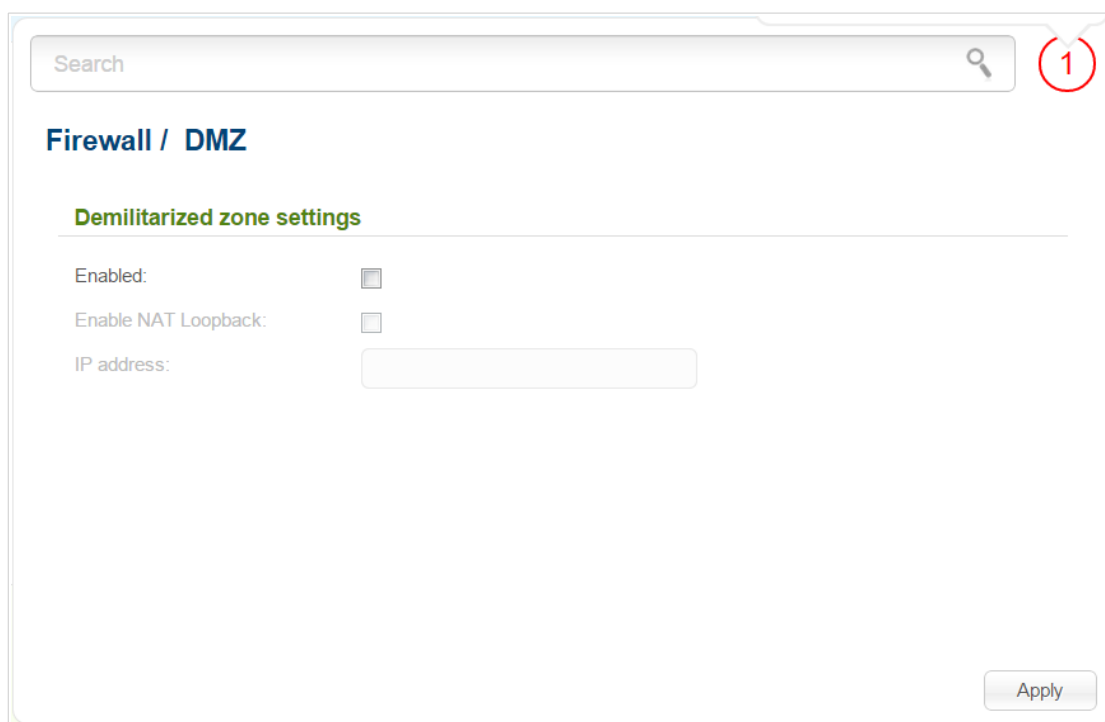 Search
1
Firewall / DMZ
Demilitarized zone settings
Enabled:
Enable NAT Loopback:
IP address:
Apply